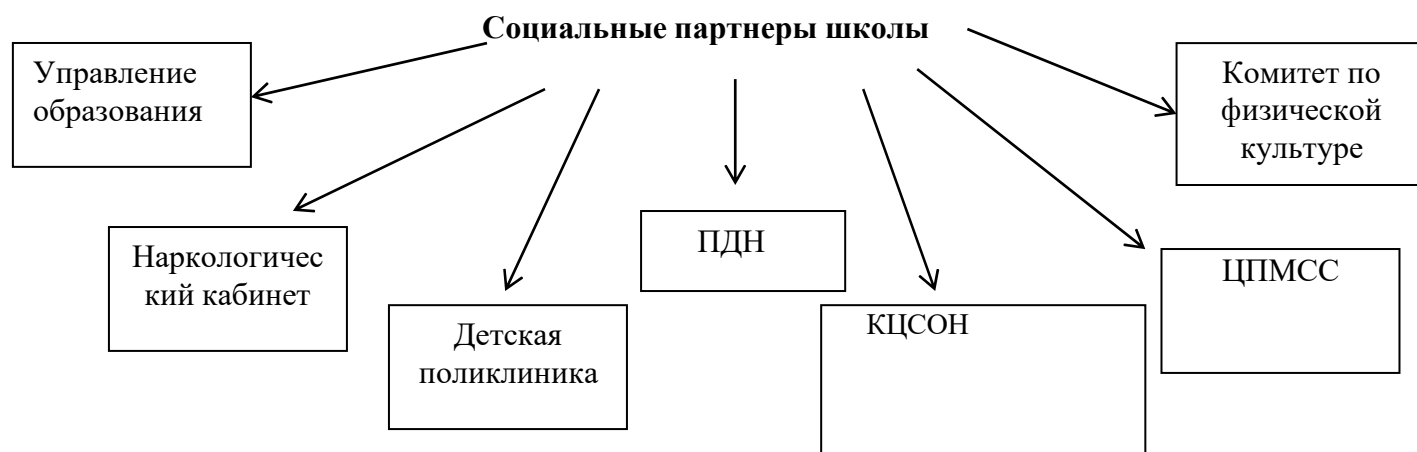 Социальные партнеры школы
Управление
образования
Комитет по
физической
культуре
Наркологичес
кий кабинет
Детская
поликлиника
ПДН
КЦСОН
ЦПМСС